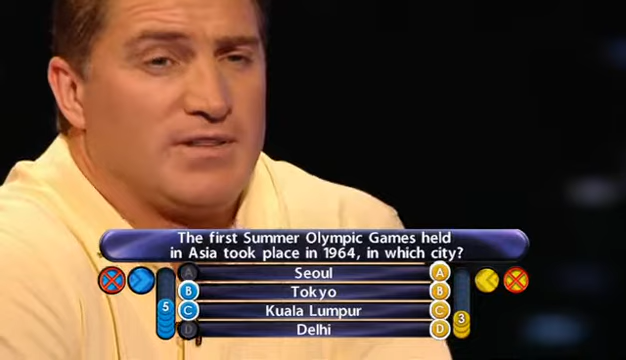 The first Summer Olympic Games held
in Asia took place in 1964, in which city?
A Seoul A
B Tokyo B
C Kuala Lumpur C
D Delhi D
5
3